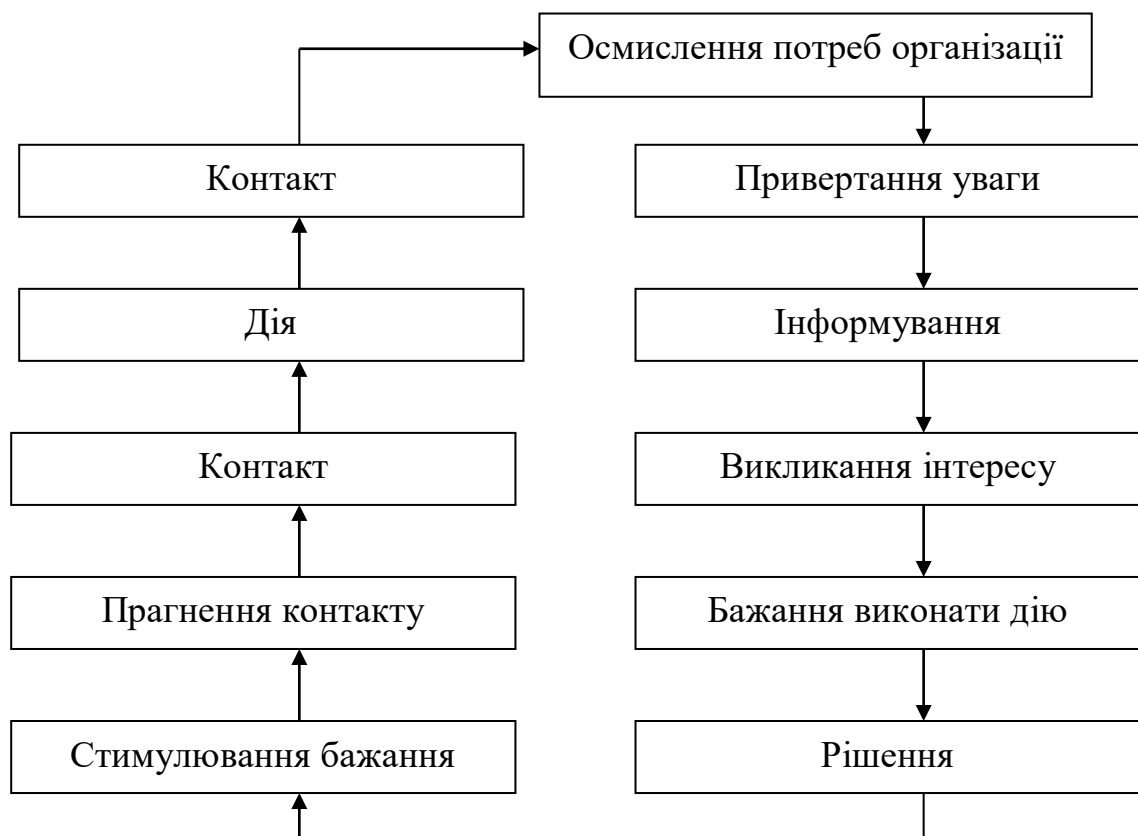 Осмислення потреб організації
Контакт
Привертання уваги
Дія
Інформування
Контакт
Викликання інтересу
Прагнення контакту
Бажання виконати дію
Стимулювання бажання
Рішення